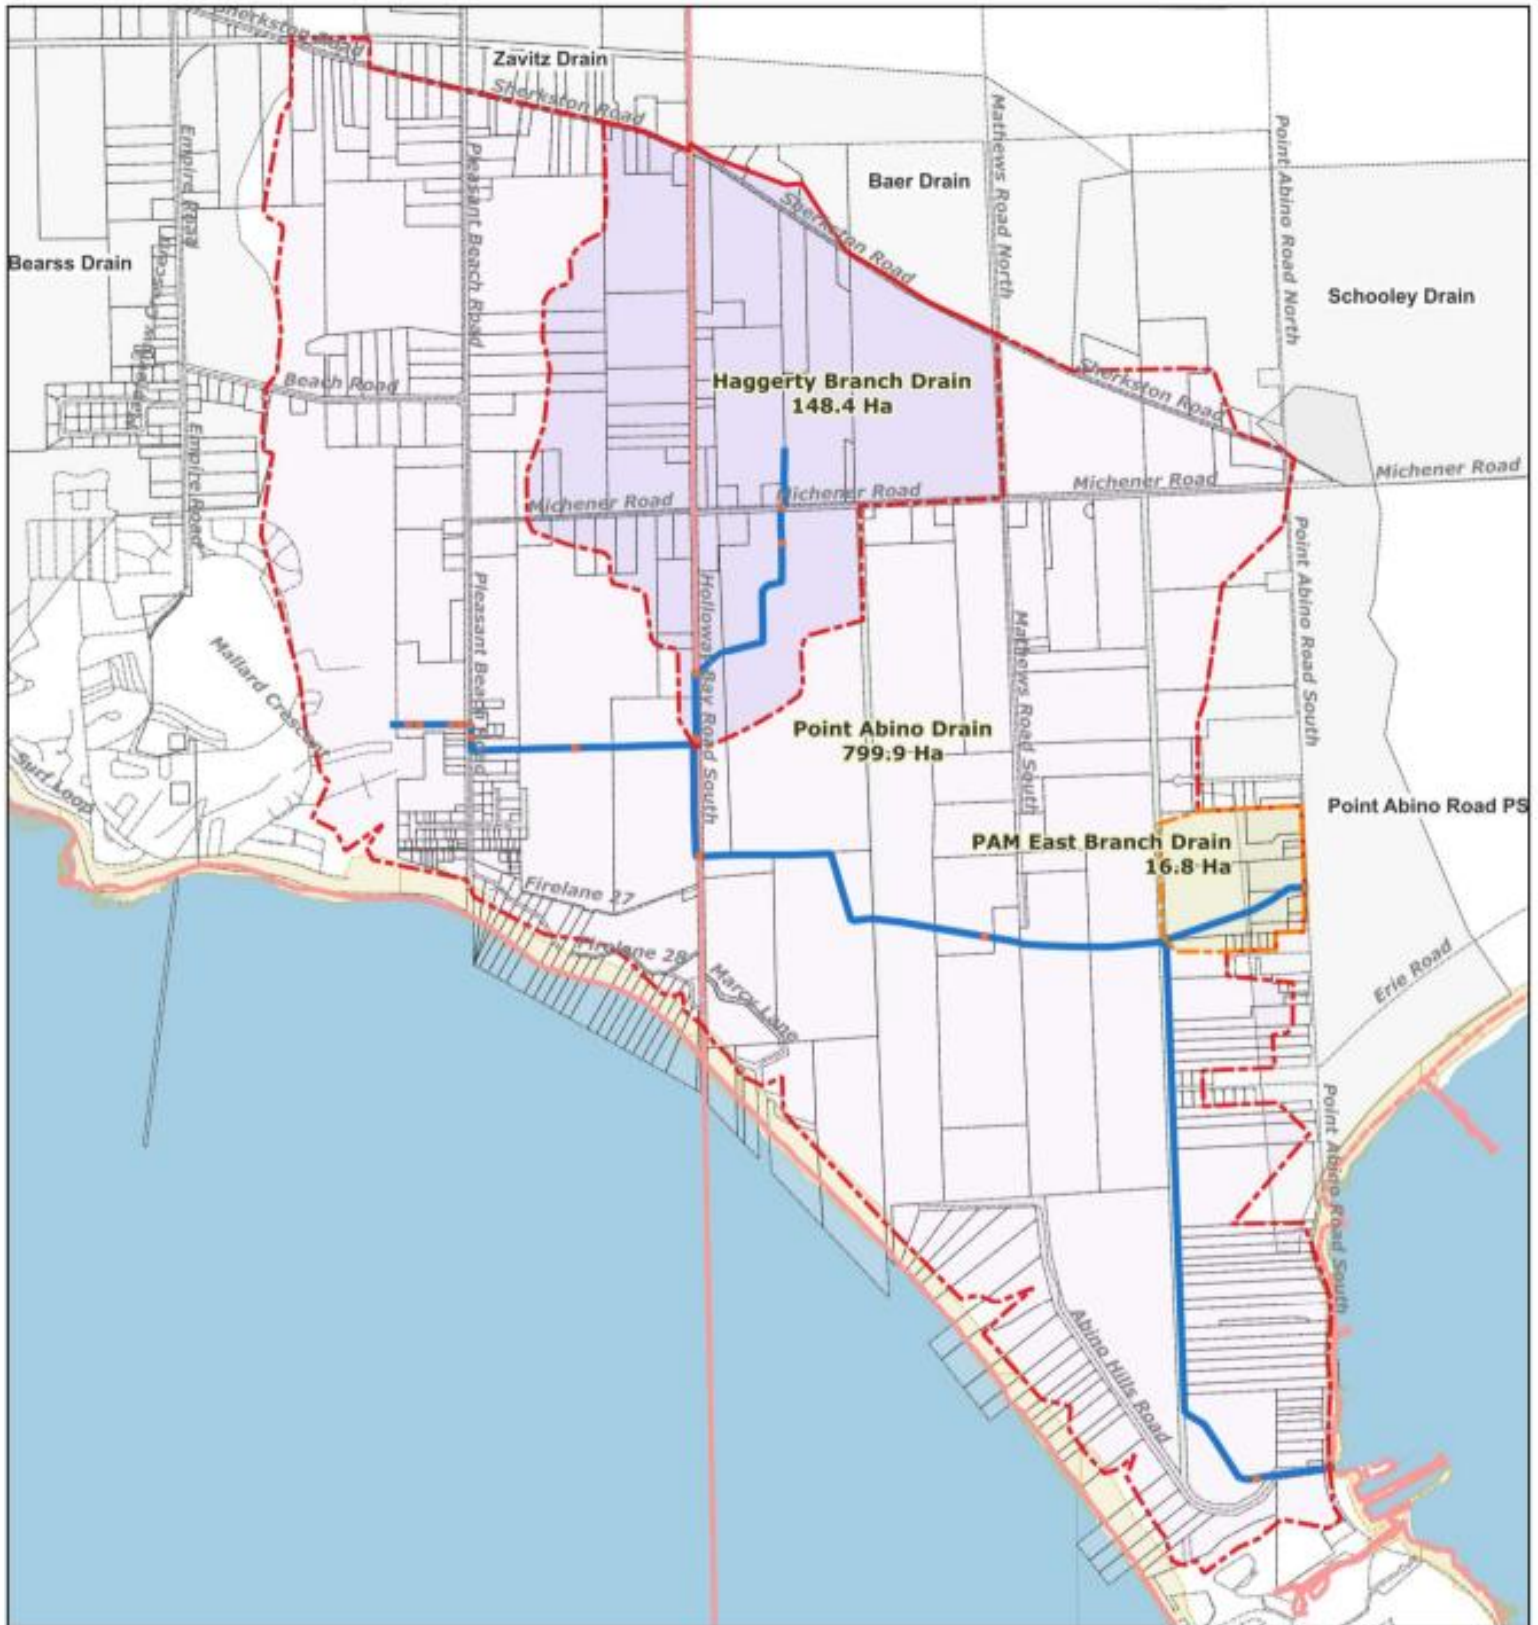 Sherkston Road
Zavitz Drain
Sherkston Road
Empire Road
Pleasant Beach Road
Mathews Road North
Point Abino Road North
Baer Drain
Sherkston Road
Bearss Drain
Schooley Drain
Beach Road
Haggerty Branch Drain
148.4 Ha
Sherkston Road
Empire Road
Michener Road
Michener Road
Michener Road
Michener Road
Point Abino Road South
Pleasant Beach Road
Holloway Bay Road South
Mathews Road South
Mallard Crescent
Point Abino Drain
799.9 Ha
Surf Loop
Point Abino Road PS
PAM East Branch Drain
16.8 Ha
Firelane 27
Firelane 28
Marcy Lane
Erie Road
Point Abino Road South
Abino Hills Road